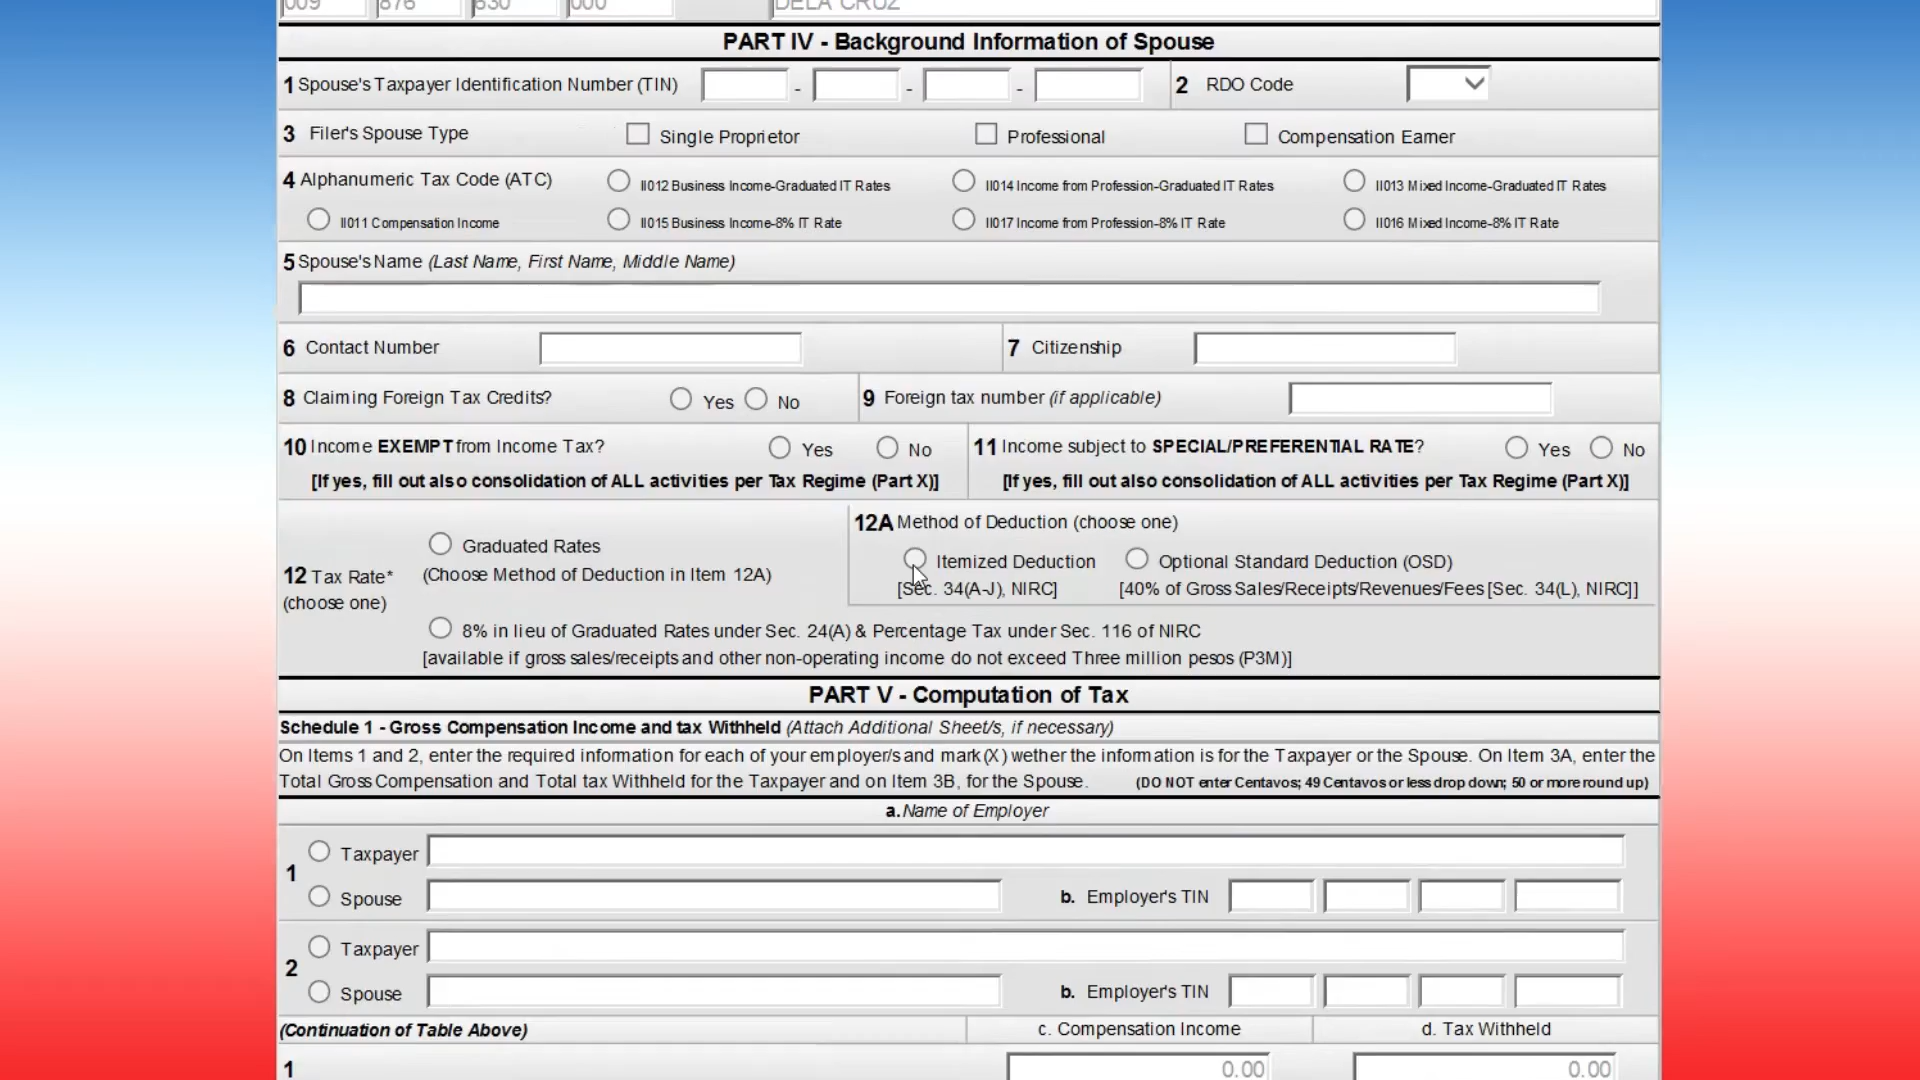 009 876 630 000 DELA CRUZ
PART IV - Background Information of Spouse
1 Spouse's Taxpayer Identification Number (TIN) - - - 2 RDO Code
3 Filer's Spouse Type Single Proprietor Professional Compensation Earner
4 Alphanumeric Tax Code (ATC) II012 Business Income-Graduated IT Rates II014 Income from Profession-Graduated IT Rates II013 Mixed Income-Graduated IT Rates
II011 Compensation Income II015 Business Income-8% IT Rate II017 Income from Profession-8% IT Rate II016 Mixed Income-8% IT Rate
5 Spouse's Name (Last Name, First Name, Middle Name)
6 Contact Number 7 Citizenship
8 Claiming Foreign Tax Credits? Yes No 9 Foreign tax number (if applicable)
10 Income EXEMPT from Income Tax? Yes No 11 Income subject to SPECIAL/PREFERENTIAL RATE? Yes No
[If yes, fill out also consolidation of ALL activities per Tax Regime (Part X)] [If yes, fill out also consolidation of ALL activities per Tax Regime (Part X)]
12A Method of Deduction (choose one)
Graduated Rates Itemized Deduction Optional Standard Deduction (OSD)
12 Tax Rate* (Choose Method of Deduction in Item 12A) [Sec. 34(A-J), NIRC] [40% of Gross Sales/Receipts/Revenues/Fees [Sec. 34(L), NIRC]]
(choose one)
8% in lieu of Graduated Rates under Sec. 24(A) & Percentage Tax under Sec. 116 of NIRC
[available if gross sales/receipts and other non-operating income do not exceed Three million pesos (P3M)]
PART V - Computation of Tax
Schedule 1 - Gross Compensation Income and tax Withheld (Attach Additional Sheet/s, if necessary)
On Items 1 and 2, enter the required information for each of your employer/s and mark (X) wether the information is for the Taxpayer or the Spouse. On Item 3A, enter the
Total Gross Compensation and Total tax Withheld for the Taxpayer and on Item 3B, for the Spouse. (DO NOT enter Centavos; 49 Centavos or less drop down; 50 or more round up)
a. Name of Employer
1 Taxpayer
Spouse b. Employer's TIN
2 Taxpayer
Spouse b. Employer's TIN
(Continuation of Table Above) c. Compensation Income d. Tax Withheld
1 0.00 0.00